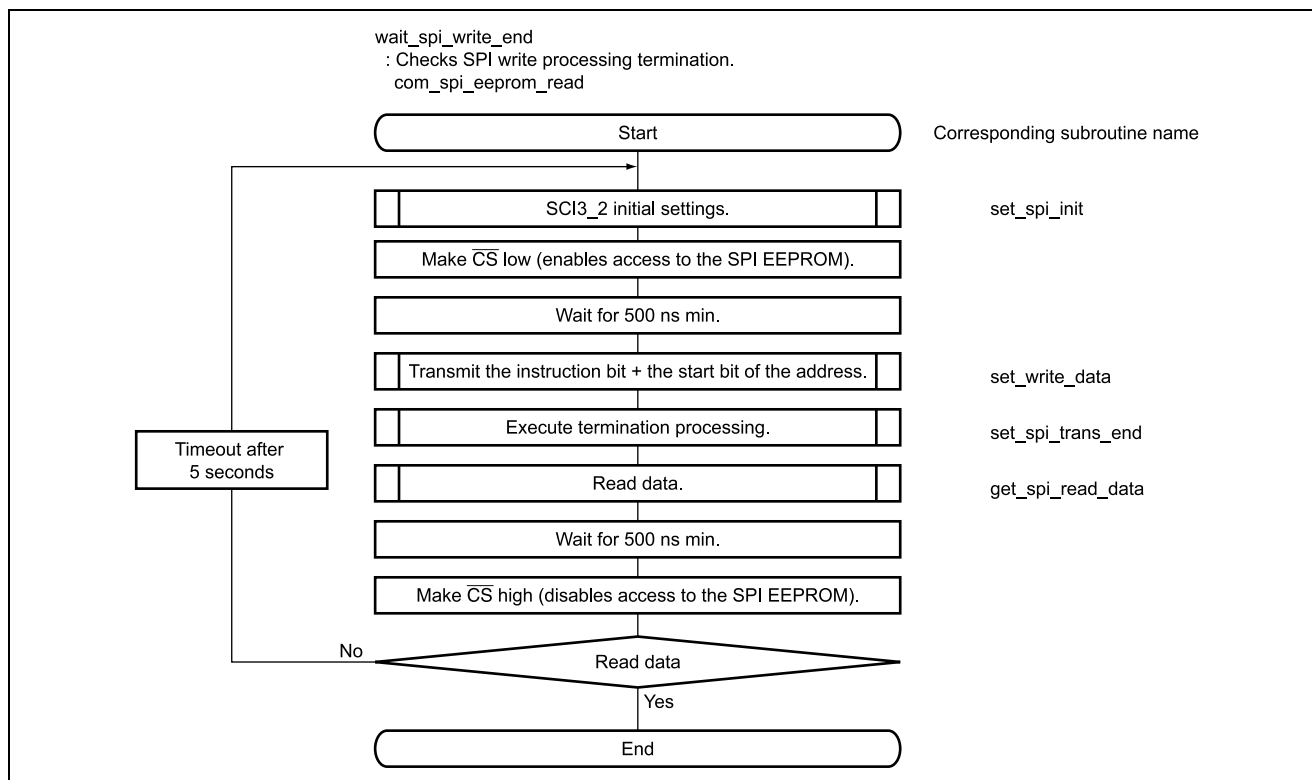 wait_spi_write_end
: Checks SPI write processing termination.
com_spi_eeprom_read
Start
Corresponding subroutine name
SCI3_2 initial settings.
set_spi_init
Make C̅S̅ low (enables access to the SPI EEPROM).
Wait for 500 ns min.
Transmit the instruction bit + the start bit of the address.
set_write_data
Execute termination processing.
set_spi_trans_end
Timeout after
5 seconds
Read data.
get_spi_read_data
Wait for 500 ns min.
Make C̅S̅ high (disables access to the SPI EEPROM).
No
Read data
Yes
End